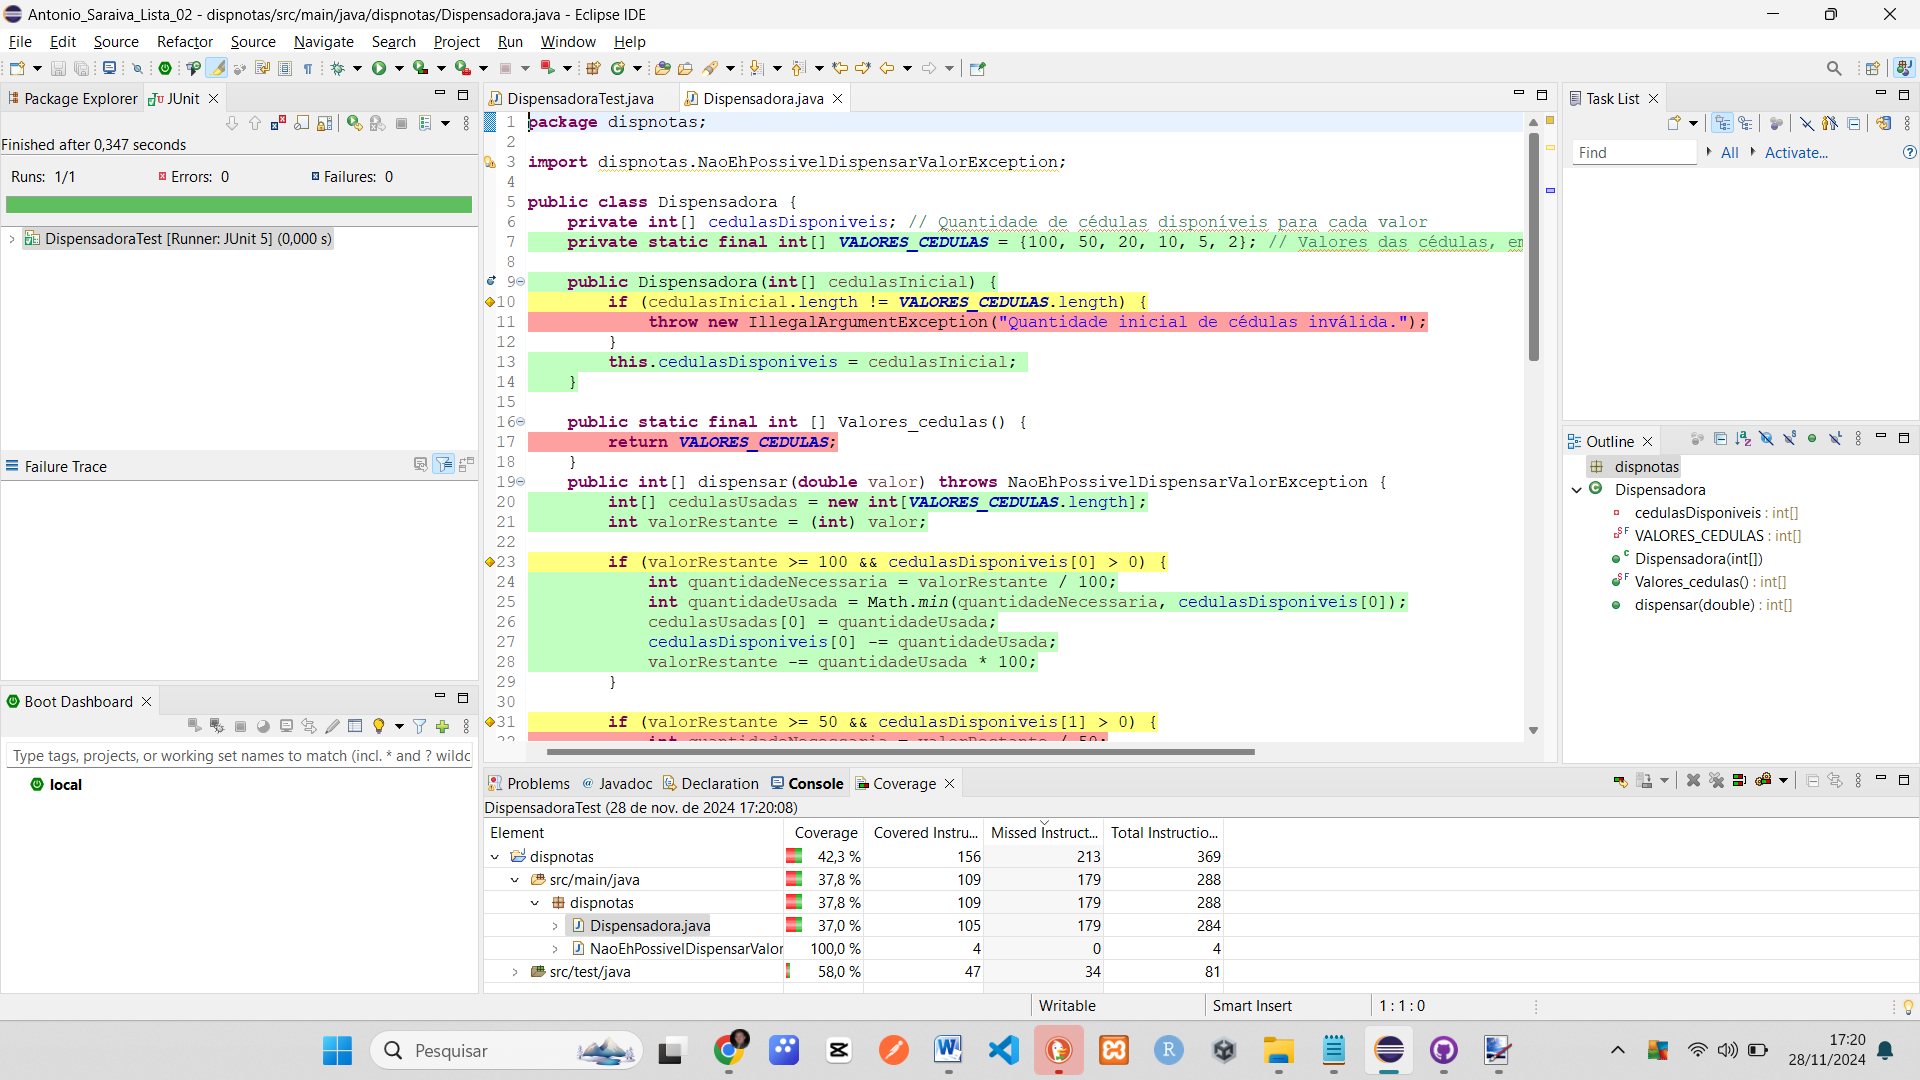 Antonio_Saraiva_Lista_02 - dispnotas/src/main/java/dispnotas/Dispensadora.java - Eclipse IDE
File Edit Source Refactor Source Navigate Search Project Run Window Help
Package Explorer JUnit
Finished after 0,347 seconds
Runs: 1/1 Errors: 0 Failures: 0
DispensadoraTest [Runner: JUnit 5] (0,000 s)
Failure Trace
Boot Dashboard
Type tags, projects, or working set names to match (incl. * and ? wildc
local
DispensadoraTest.java Dispensadora.java
1 package dispnotas;
2
3 import dispnotas.NaoEhPossivelDispensarValorException;
4
5 public class Dispensadora {
6 private int[] cedulasDisponiveis; // Quantidade de cédulas disponíveis para cada valor
7 private static final int[] VALORES_CEDULAS = {100, 50, 20, 10, 5, 2}; // Valores das cédulas, em
8
9 public Dispensadora(int[] cedulasInicial) {
10 if (cedulasInicial.length != VALORES_CEDULAS.length) {
11 throw new IllegalArgumentException("Quantidade inicial de cédulas inválida.");
12 }
13 this.cedulasDisponiveis = cedulasInicial;
14 }
15
16 public static final int [] Valores_cedulas() {
17 return VALORES_CEDULAS;
18 }
19 public int[] dispensar(double valor) throws NaoEhPossivelDispensarValorException {
20 int[] cedulasUsadas = new int[VALORES_CEDULAS.length];
21 int valorRestante = (int) valor;
22
23 if (valorRestante >= 100 && cedulasDisponiveis[0] > 0) {
24 int quantidadeNecessaria = valorRestante / 100;
25 int quantidadeUsada = Math.min(quantidadeNecessaria, cedulasDisponiveis[0]);
26 cedulasUsadas[0] = quantidadeUsada;
27 cedulasDisponiveis[0] -= quantidadeUsada;
28 valorRestante -= quantidadeUsada * 100;
29 }
30
31 if (valorRestante >= 50 && cedulasDisponiveis[1] > 0) {
32 int quantidadeNecessaria = valorRestante / 50;
Task List
Find All Activate...
Outline
dispnotas
Dispensadora
cedulasDisponiveis : int[]
VALORES_CEDULAS : int[]
Dispensadora(int[])
Valores_cedulas() : int[]
dispensar(double) : int[]
Problems Javadoc Declaration Console Coverage
DispensadoraTest (28 de nov. de 2024 17:20:08)
Element Coverage Covered Instru... Missed Instruct... Total Instructio...
dispnotas 42,3 % 156 213 369
src/main/java 37,8 % 109 179 288
dispnotas 37,8 % 109 179 288
Dispensadora.java 37,0 % 105 179 284
NaoEhPossivelDispensarValor 100,0 % 4 0 4
src/test/java 58,0 % 47 34 81
Writable Smart Insert 1 : 1 : 0
Pesquisar
17:20
28/11/2024